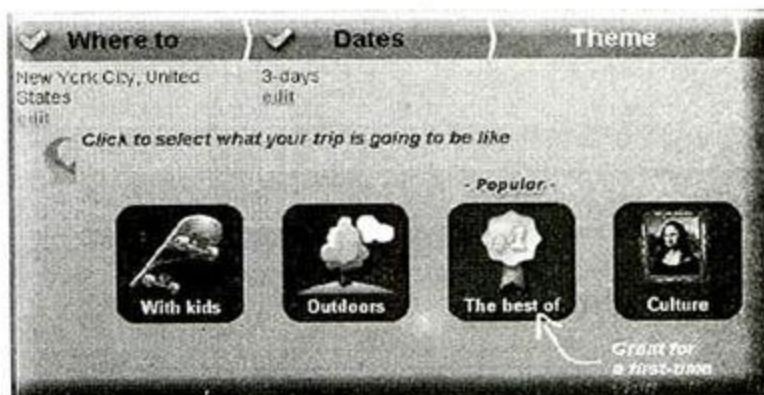 Where to
Dates
Theme
New York City, United
States
edit
3-days
edit
Click to select what your trip is going to be like
- Popular -
With kids
Outdoors
The best of
Culture
Great for
a first-time